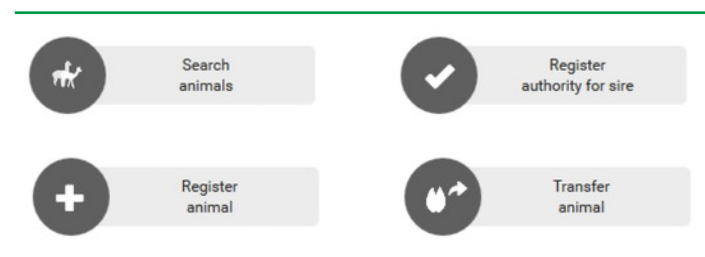 Search
animals
Register
authority for sire
Register
animal
Transfer
animal